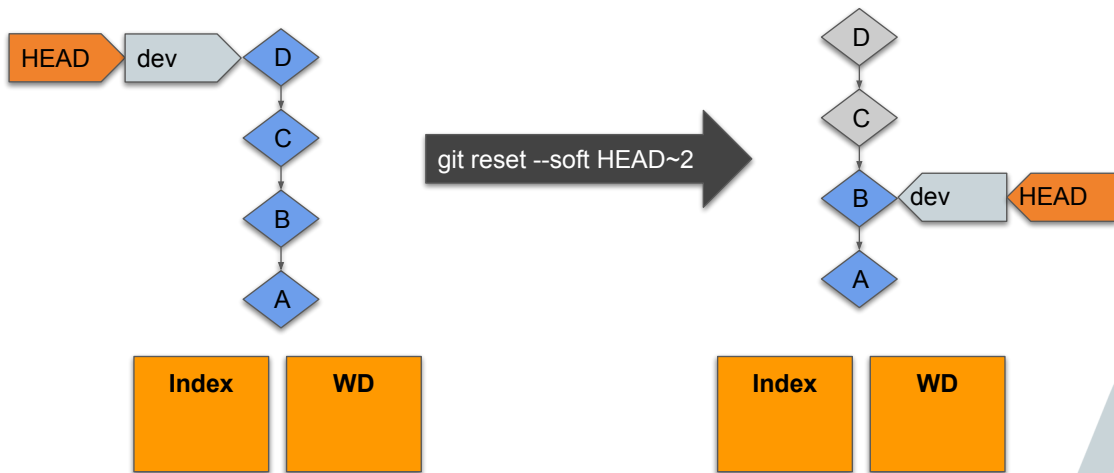 HEAD
dev
D
C
B
A
Index
WD
git reset --soft HEAD~2
D
C
B
dev
HEAD
A
Index
WD